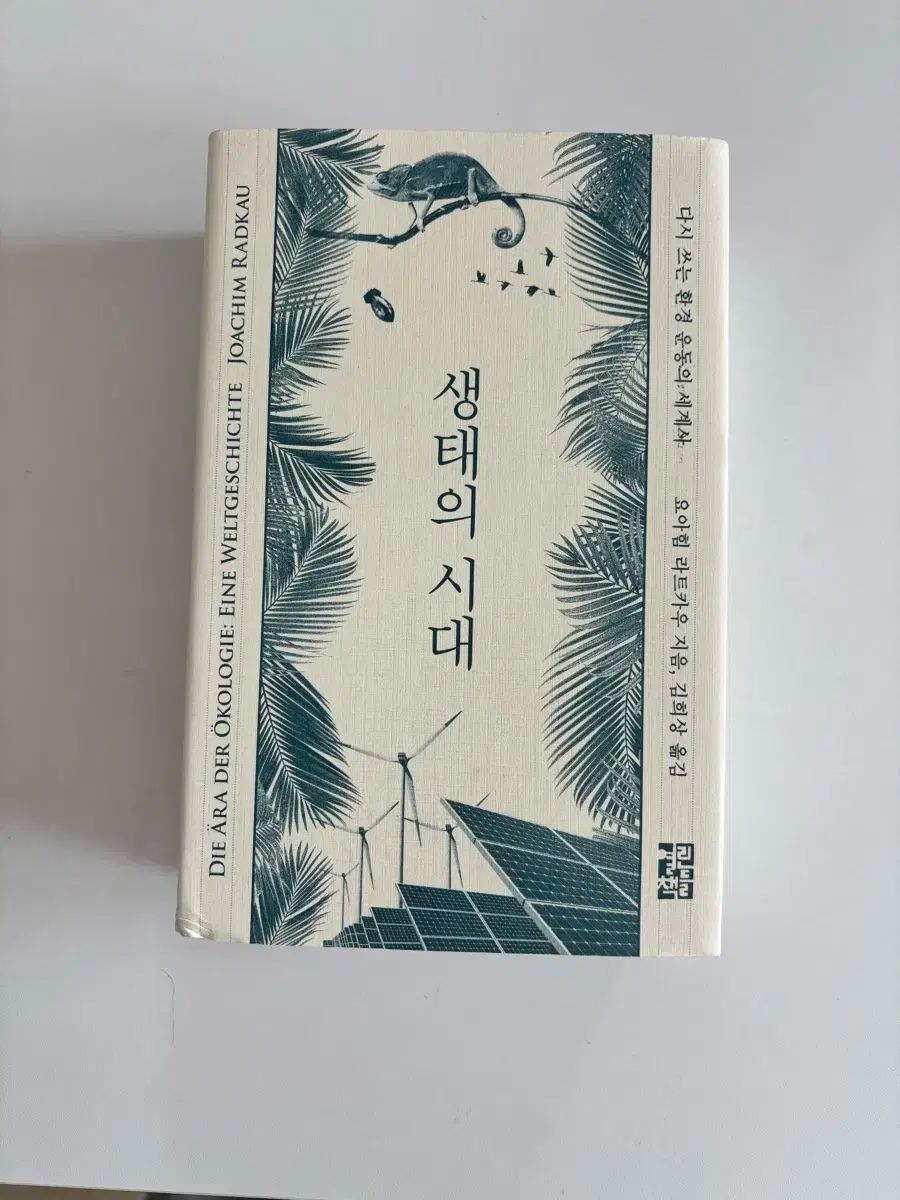 DIE ÄRA DER ÖKOLOGIE: EINE WELTGESCHICHTE JOACHIM RADKAU
생태의 시대
다시 쓰는 환경 운동의 세계사
요아힘 라트카우 지음, 김희상 옮김
열린책들